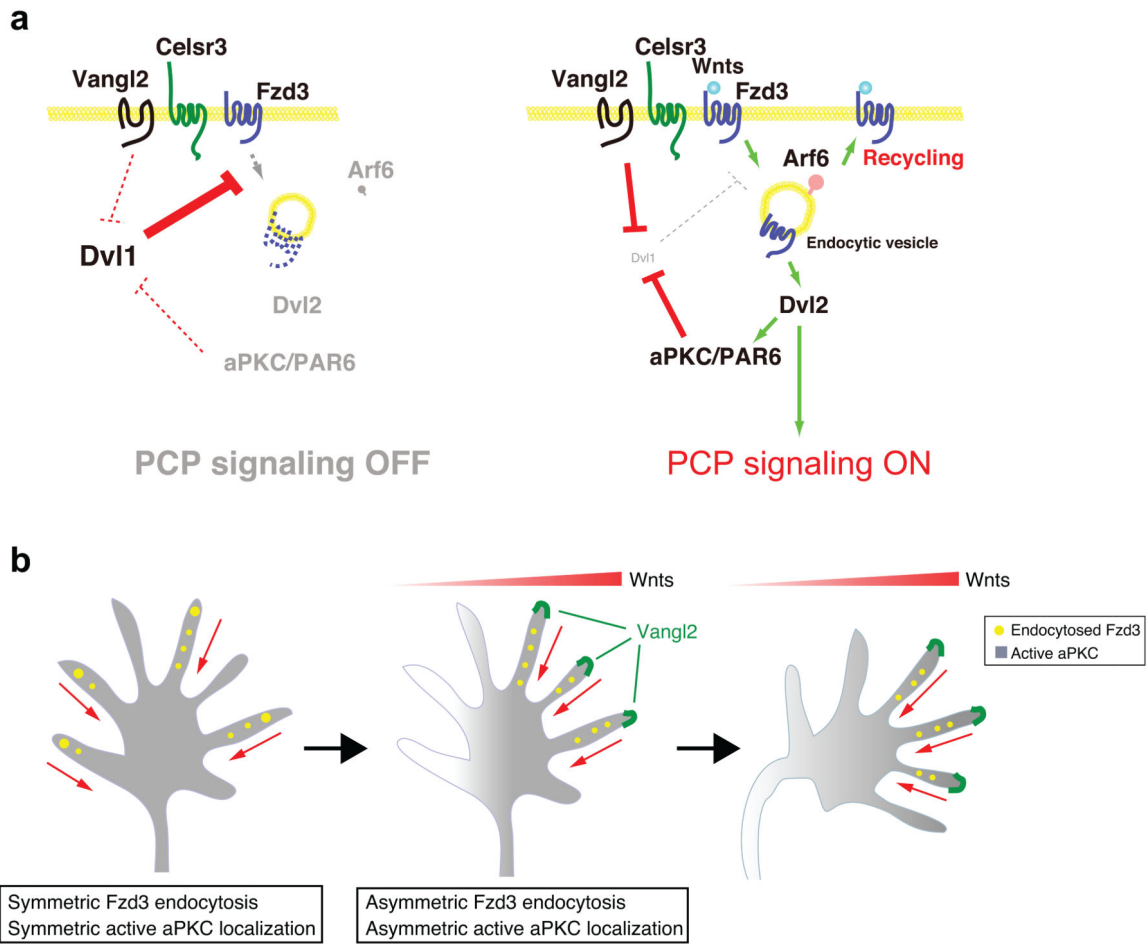 a
Celsr3
Vangl2
Fzd3
Arf6
Dvl1
Dvl2
aPKC/PAR6
PCP signaling OFF
Celsr3
Wnts
Vangl2
Fzd3
Arf6
Recycling
Endocytic vesicle
Dvl1
Dvl2
aPKC/PAR6
PCP signaling ON
b
Wnts
Wnts
Vangl2
Endocytosed Fzd3
Active aPKC
Symmetric Fzd3 endocytosis
Symmetric active aPKC localization
Asymmetric Fzd3 endocytosis
Asymmetric active aPKC localization